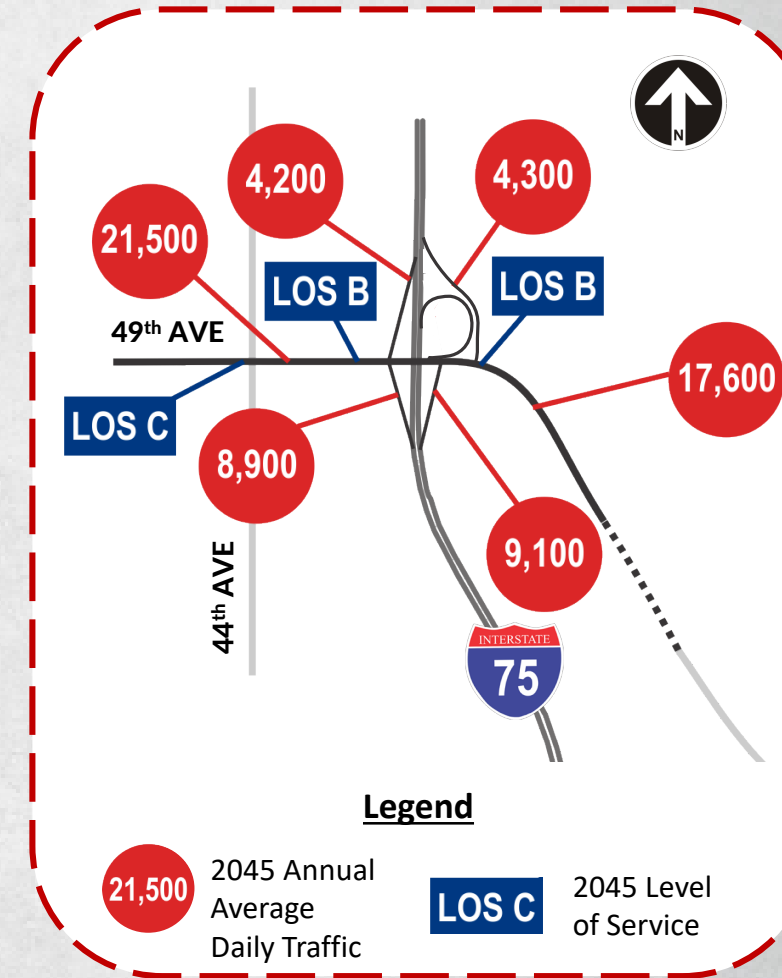 N
4,200
4,300
21,500
LOS B
LOS B
49th AVE
17,600
LOS C
8,900
9,100
44th AVE
INTERSTATE
75
Legend
21,500
2045 Annual
Average
Daily Traffic
LOS C
2045 Level
of Service